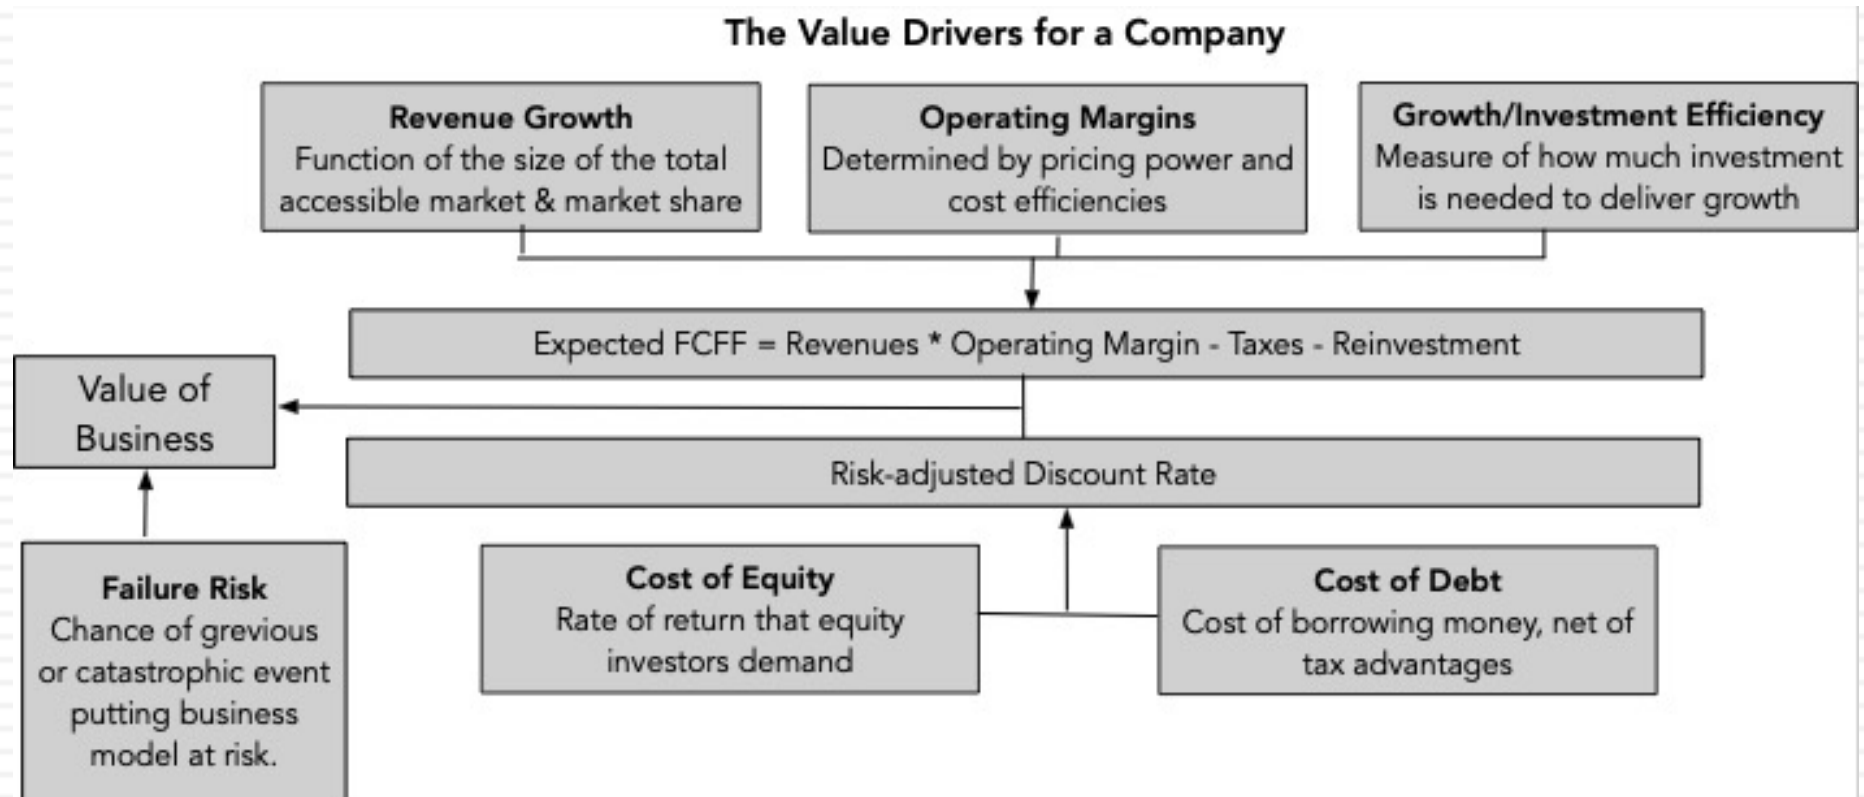 The Value Drivers for a Company
Revenue Growth
Function of the size of the total
accessible market & market share
Operating Margins
Determined by pricing power and
cost efficiencies
Growth/Investment Efficiency
Measure of how much investment
is needed to deliver growth
Expected FCFF = Revenues * Operating Margin - Taxes - Reinvestment
Value of
Business
Risk-adjusted Discount Rate
Failure Risk
Chance of grevious
or catastrophic event
putting business
model at risk.
Cost of Equity
Rate of return that equity
investors demand
Cost of Debt
Cost of borrowing money, net of
tax advantages